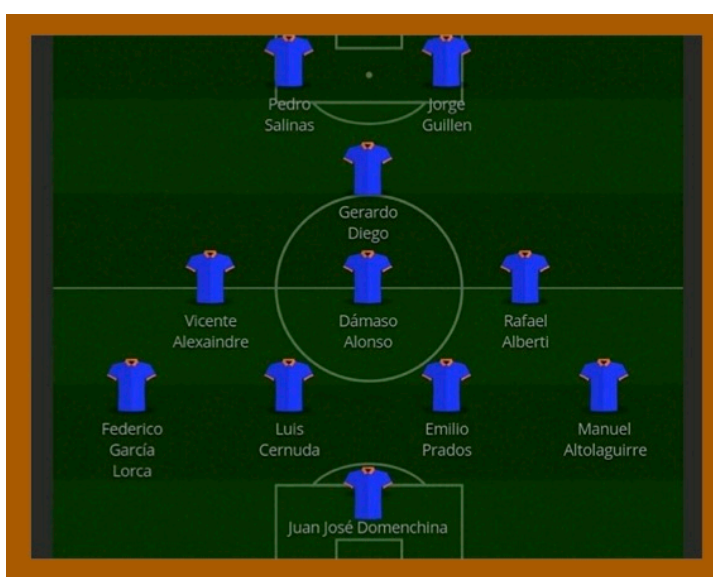 Pedro
Salinas
Jorge
Guillen
Gerardo
Diego
Vicente
Alexaindre
Dámaso
Alonso
Rafael
Alberti
Federico
García
Lorca
Luis
Cernuda
Emilio
Prados
Manuel
Altolaguirre
Juan José Domenchina